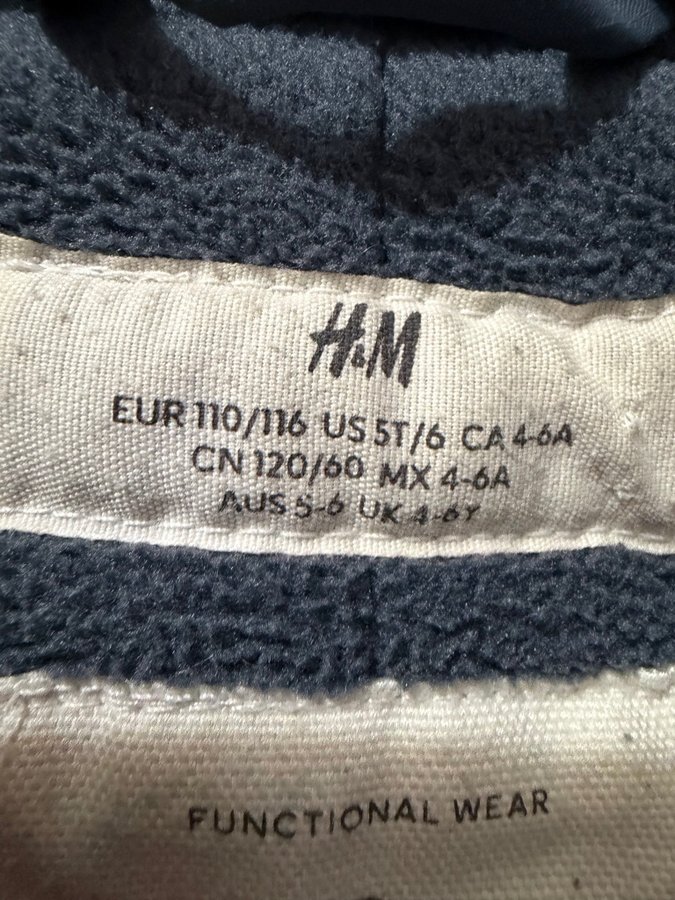 H&M
EUR 110/116 US 5T/6 CA 4-6A
CN 120/60 MX 4-6A
AUS 5-6 UK 4-6Y
FUNCTIONAL WEAR